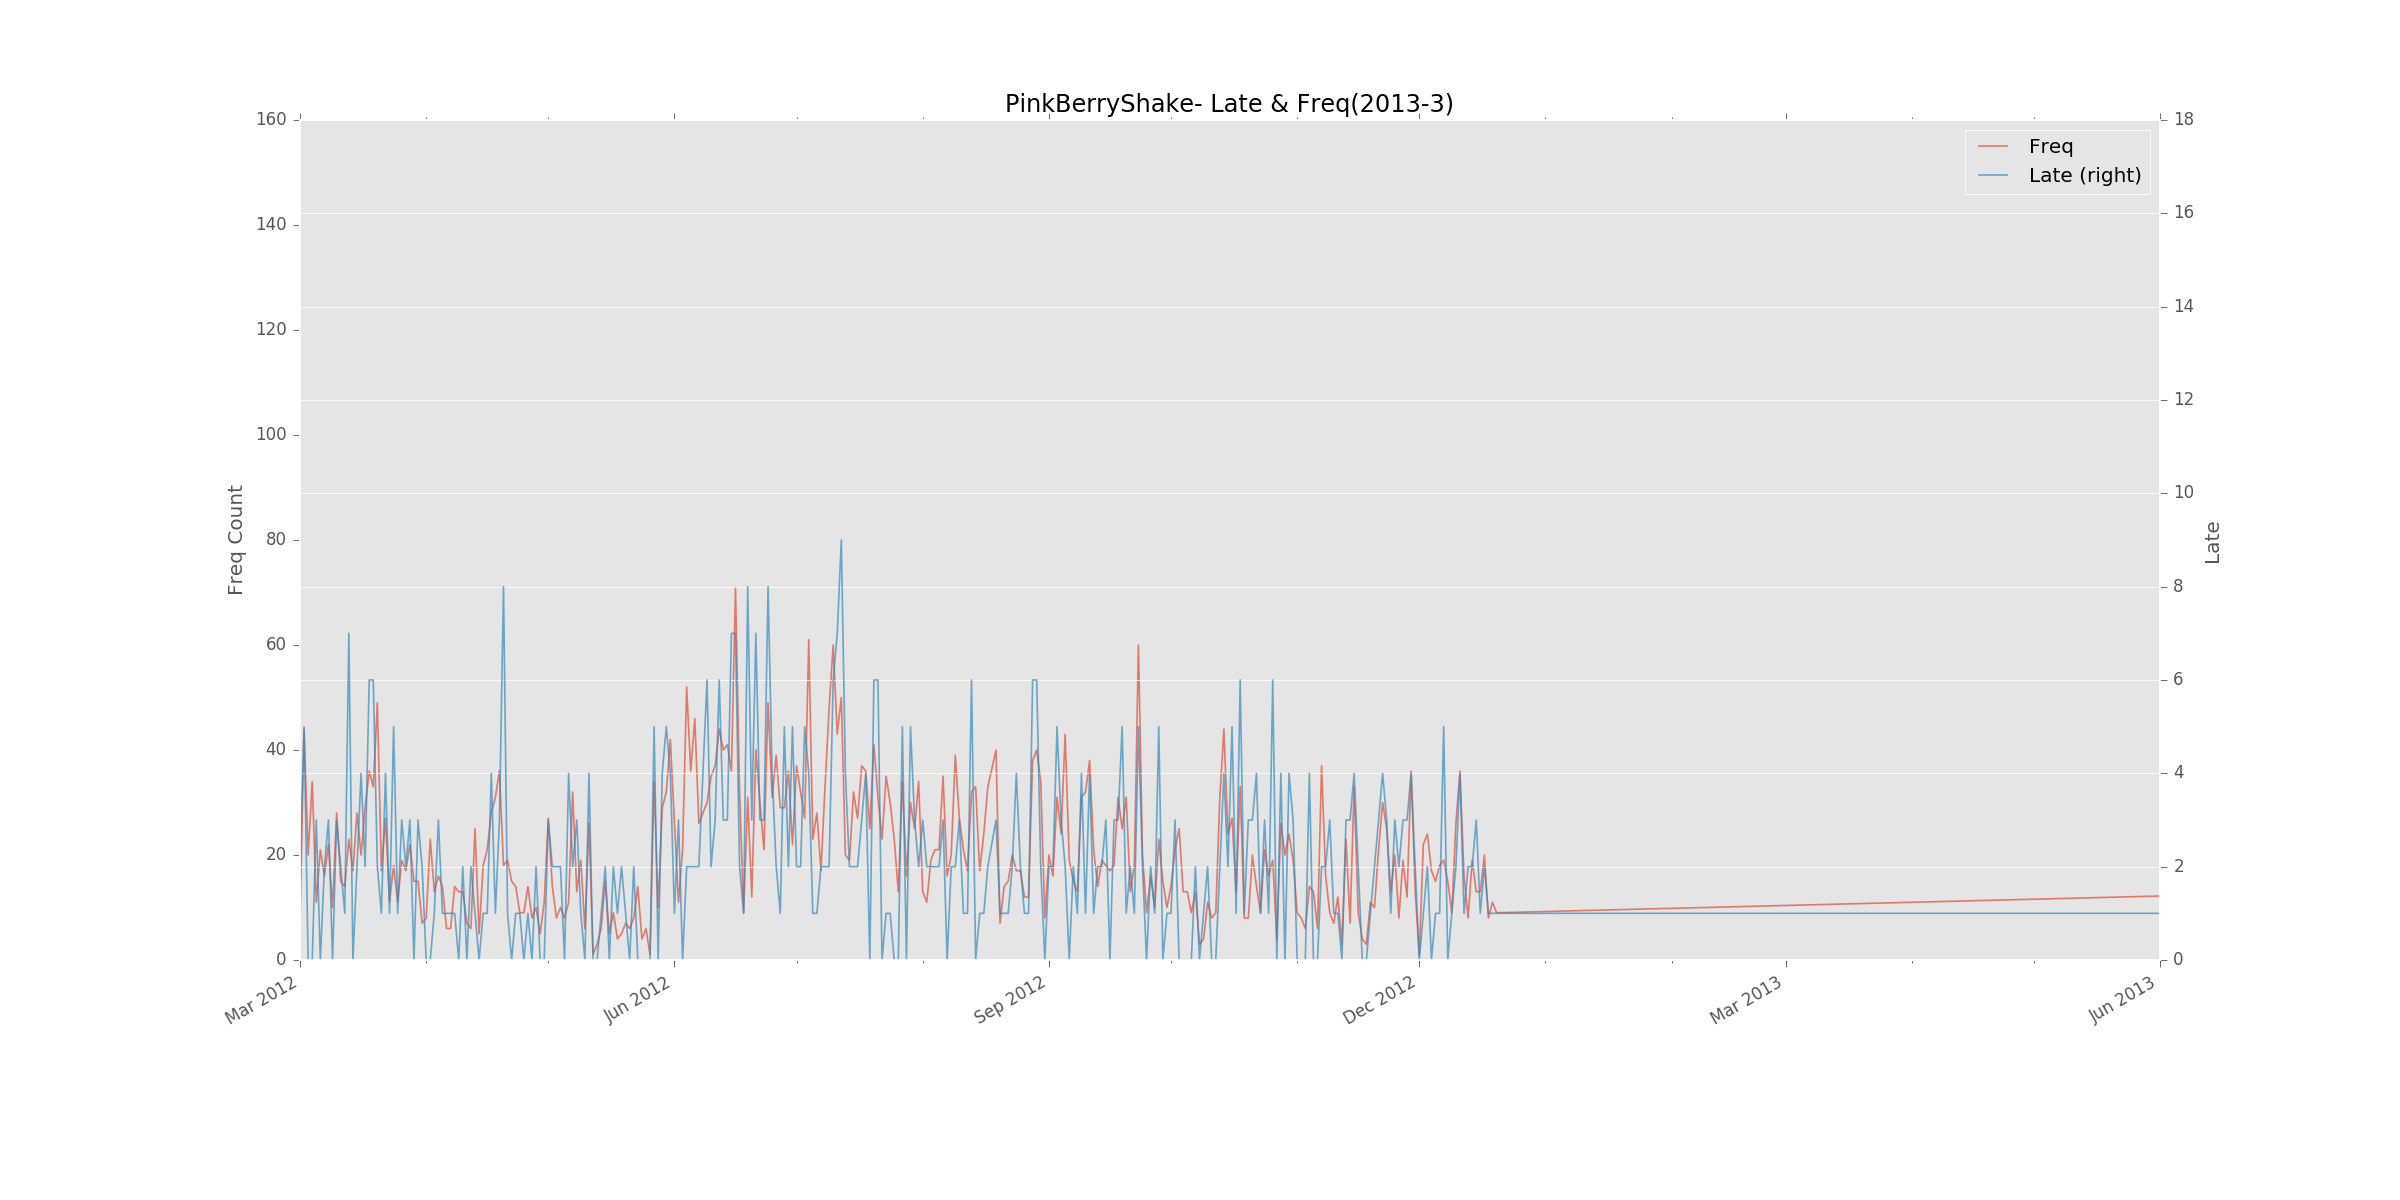 PinkBerryShake- Late & Freq(2013-3)
160
140
120
100
80
60
40
20
0
Freq Count
18
16
14
12
10
8
6
4
2
0
Late
Freq
Late (right)
Mar 2012
Jun 2012
Sep 2012
Dec 2012
Mar 2013
Jun 2013